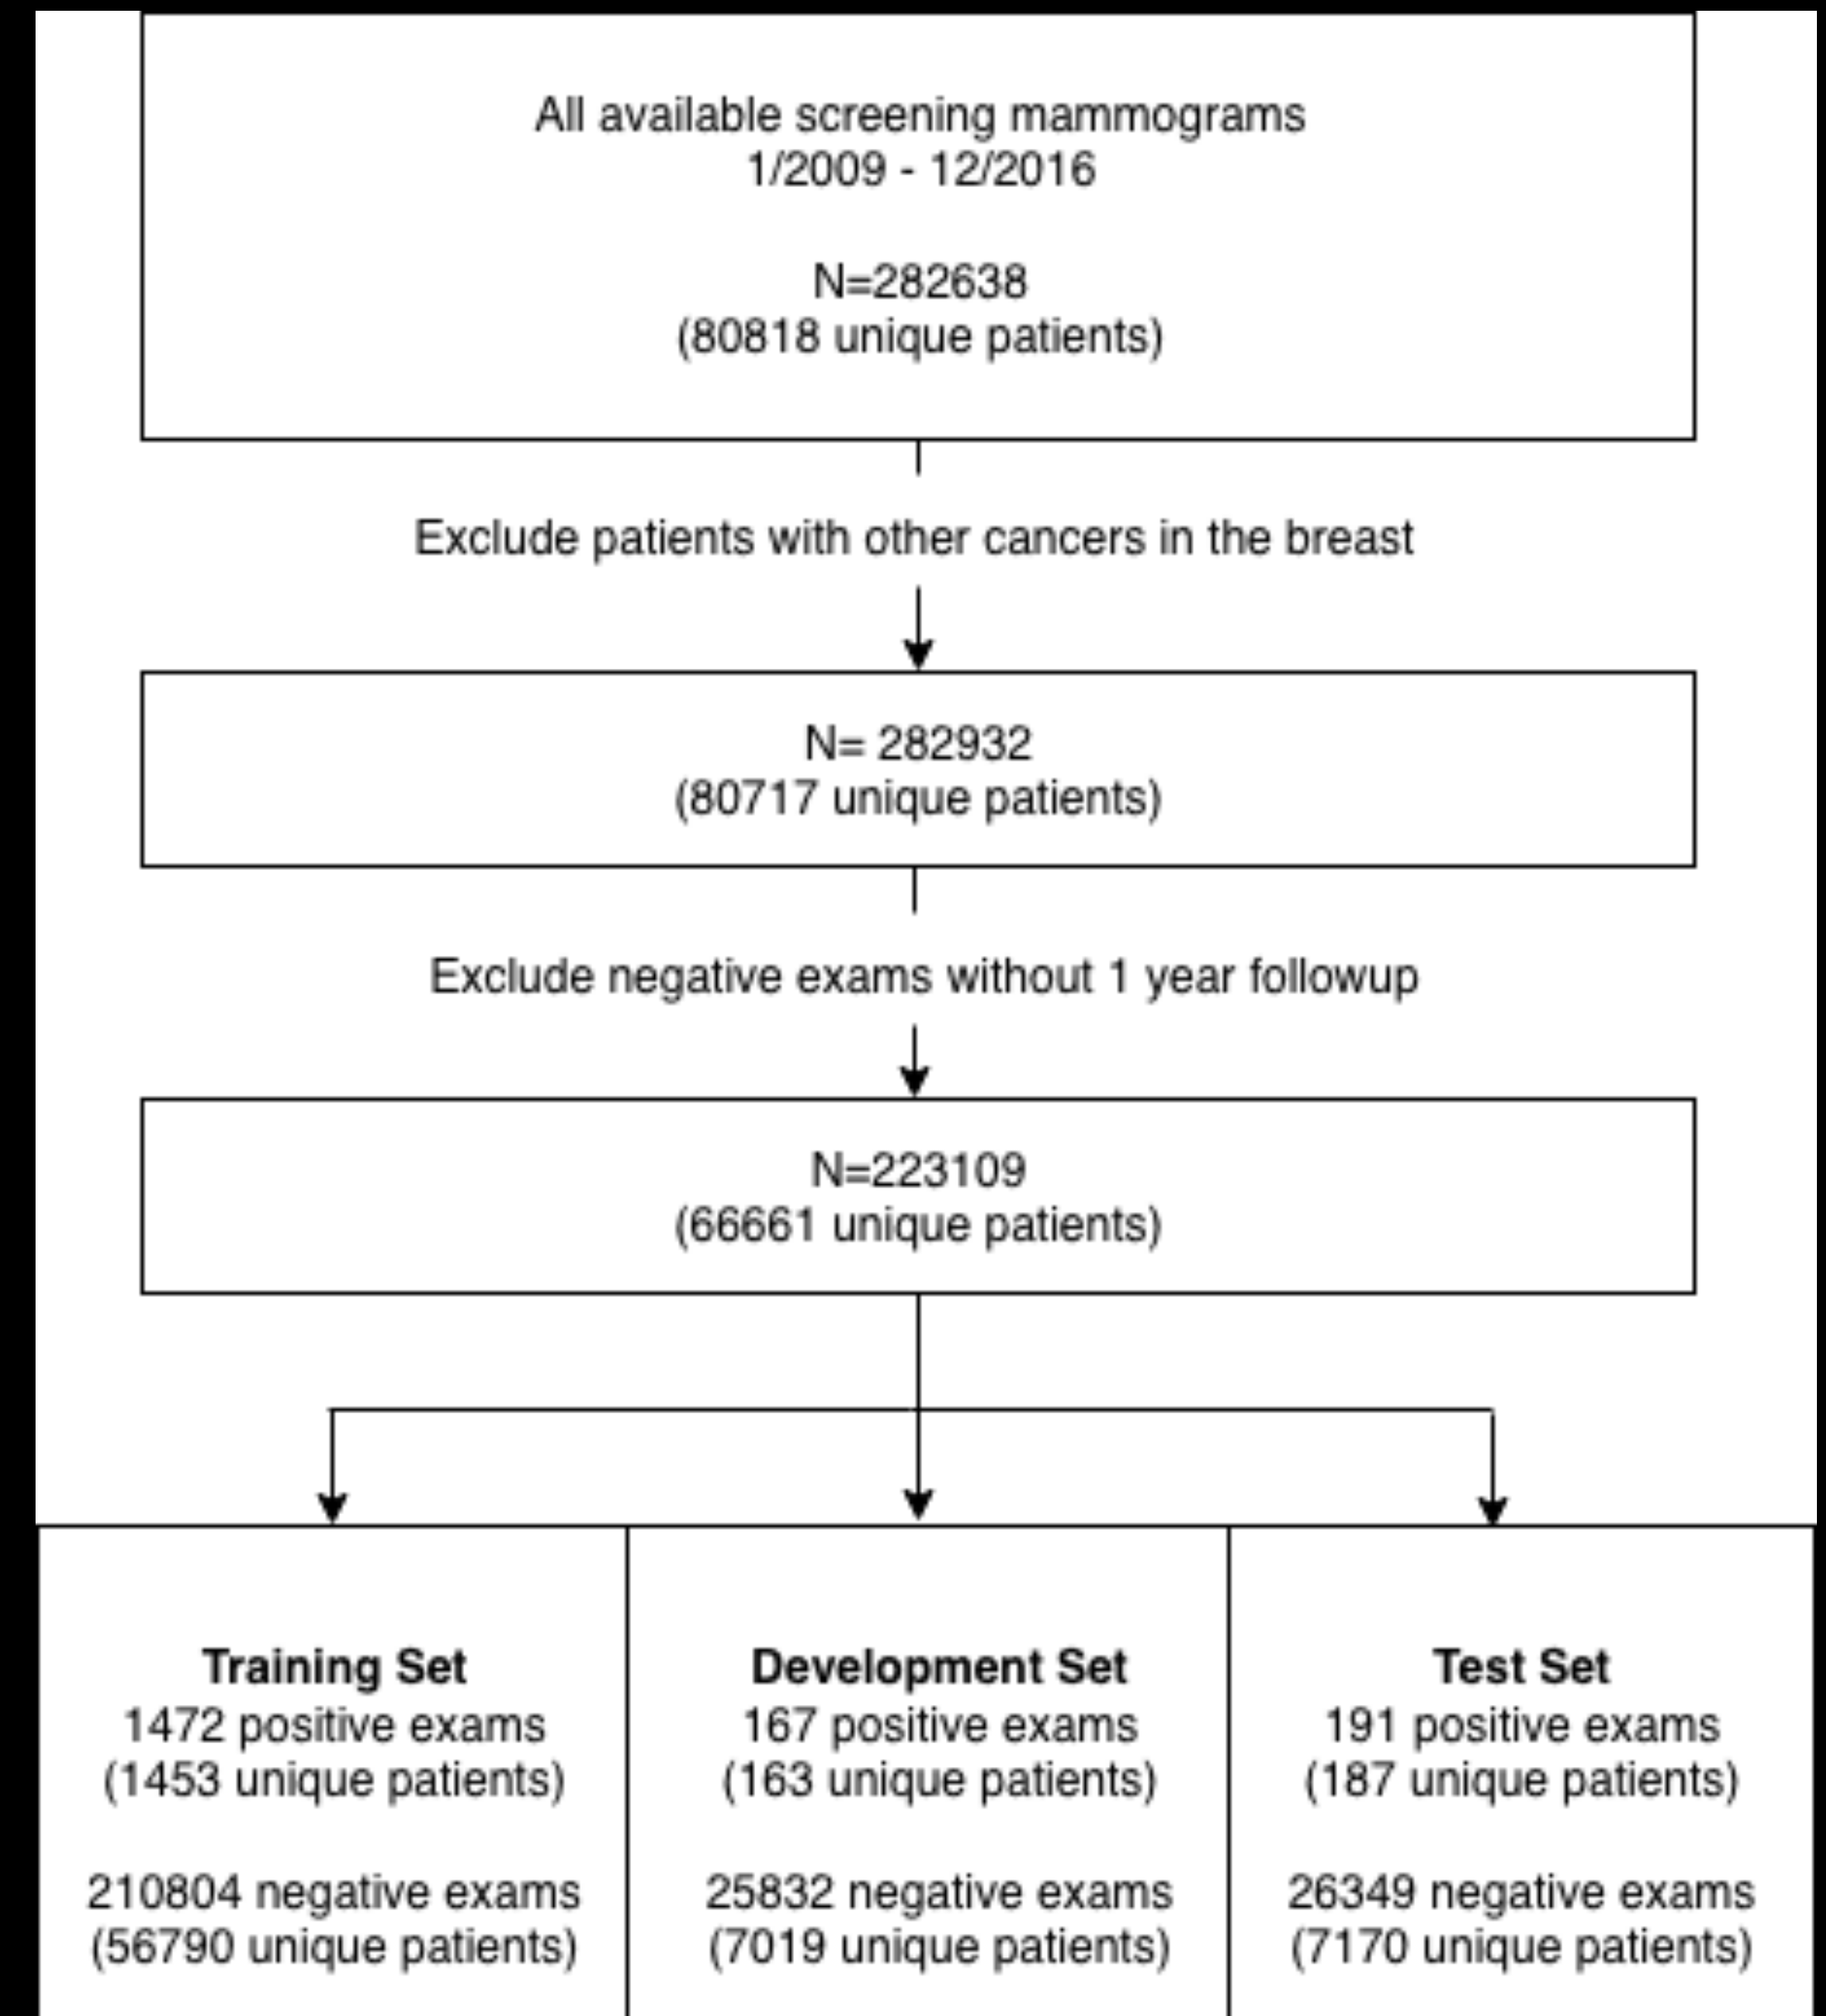 All available screening mammograms
1/2009 - 12/2016
N=282638
(80818 unique patients)
Exclude patients with other cancers in the breast
N= 282932
(80717 unique patients)
Exclude negative exams without 1 year followup
N=223109
(66661 unique patients)
Training Set
1472 positive exams
(1453 unique patients)
210804 negative exams
(56790 unique patients)
Development Set
167 positive exams
(163 unique patients)
25832 negative exams
(7019 unique patients)
Test Set
191 positive exams
(187 unique patients)
26349 negative exams
(7170 unique patients)